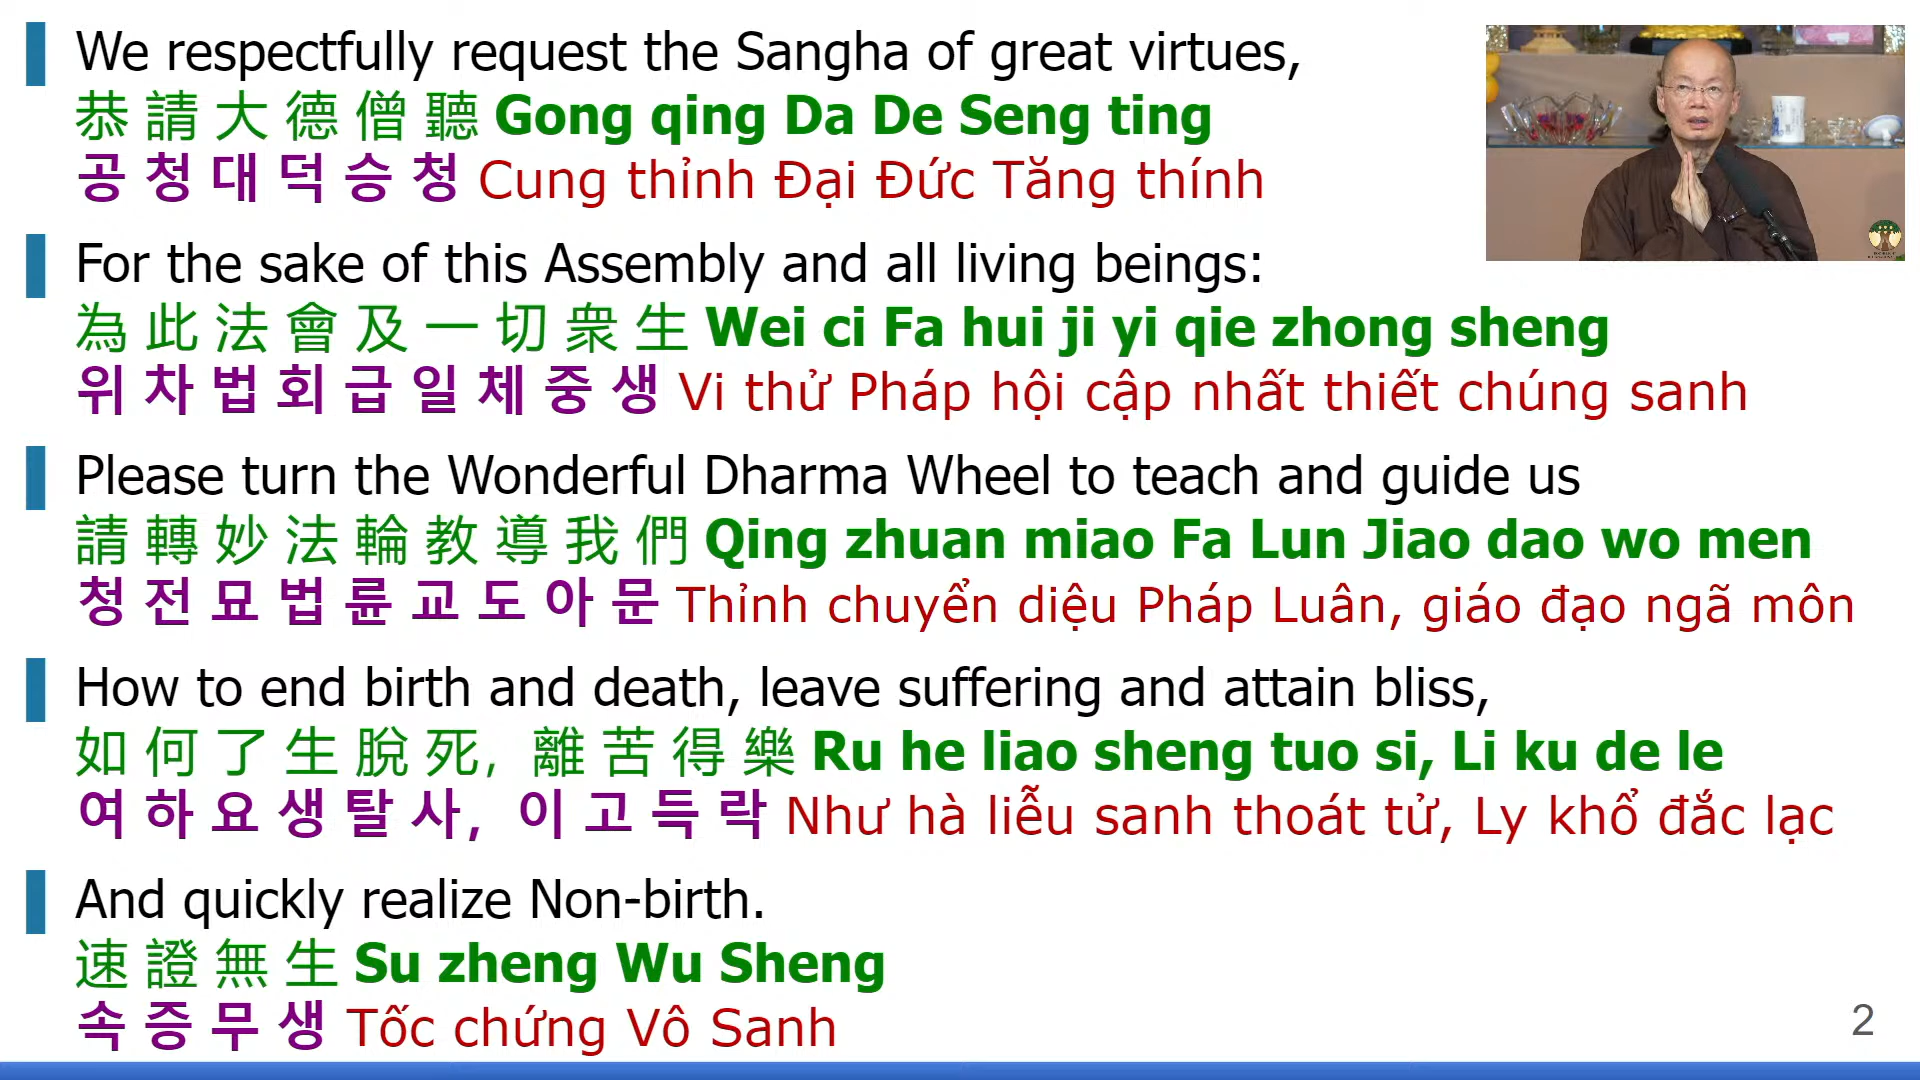 We respectfully request the Sangha of great virtues,
恭 請 大 德 僧 聽 Gong qing Da De Seng ting
공 청 대 덕 승 청 Cung thỉnh Đại Đức Tăng thính
For the sake of this Assembly and all living beings:
為 此 法 會 及 一 切 衆 生 Wei ci Fa hui ji yi qie zhong sheng
위 차 법 회 급 일 체 중 생 Vi thử Pháp hội cập nhất thiết chúng sanh
Please turn the Wonderful Dharma Wheel to teach and guide us
請 轉 妙 法 輪 教 導 我 們 Qing zhuan miao Fa Lun Jiao dao wo men
청 전 묘 법 륜 교 도 아 문 Thỉnh chuyển diệu Pháp Luân, giáo đạo ngã môn
How to end birth and death, leave suffering and attain bliss,
如 何 了 生 脫 死, 離 苦 得 樂 Ru he liao sheng tuo si, Li ku de le
여 하 요 생 탈 사, 이 고 득 락 Như hà liễu sanh thoát tử, Ly khổ đắc lạc
And quickly realize Non-birth.
速 證 無 生 Su zheng Wu Sheng
속 증 무 생 Tốc chứng Vô Sanh
2